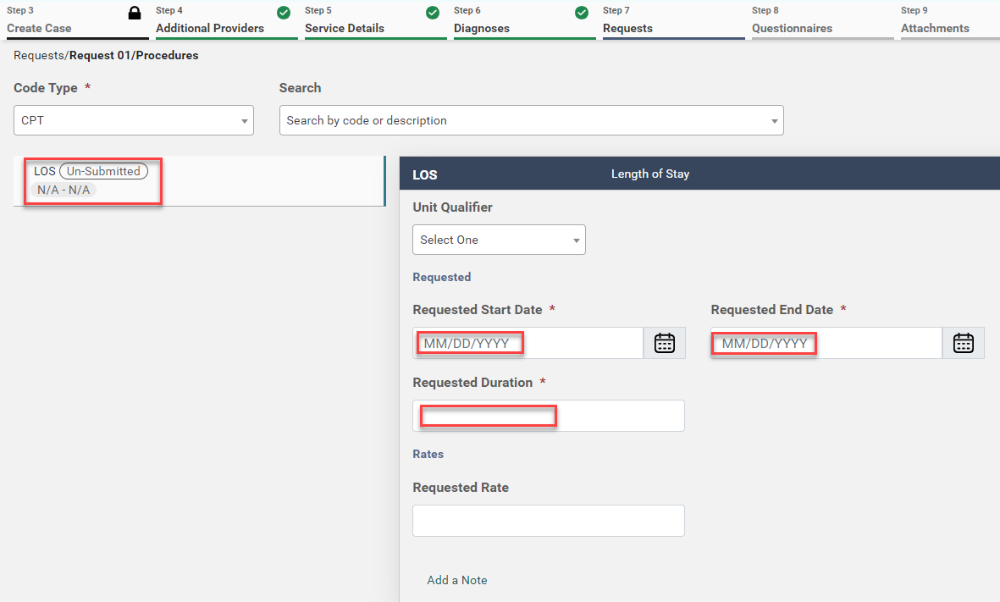 Step 3
Create Case
Step 4
Additional Providers
Step 5
Service Details
Step 6
Diagnoses
Step 7
Requests
Step 8
Questionnaires
Step 9
Attachments
Requests/Request 01/Procedures
Code Type *
Search
CPT
Search by code or description
LOS Un-Submitted
N/A - N/A
LOS Length of Stay
Unit Qualifier
Select One
Requested
Requested Start Date *
Requested End Date *
MM/DD/YYYY
MM/DD/YYYY
Requested Duration *
Rates
Requested Rate
Add a Note